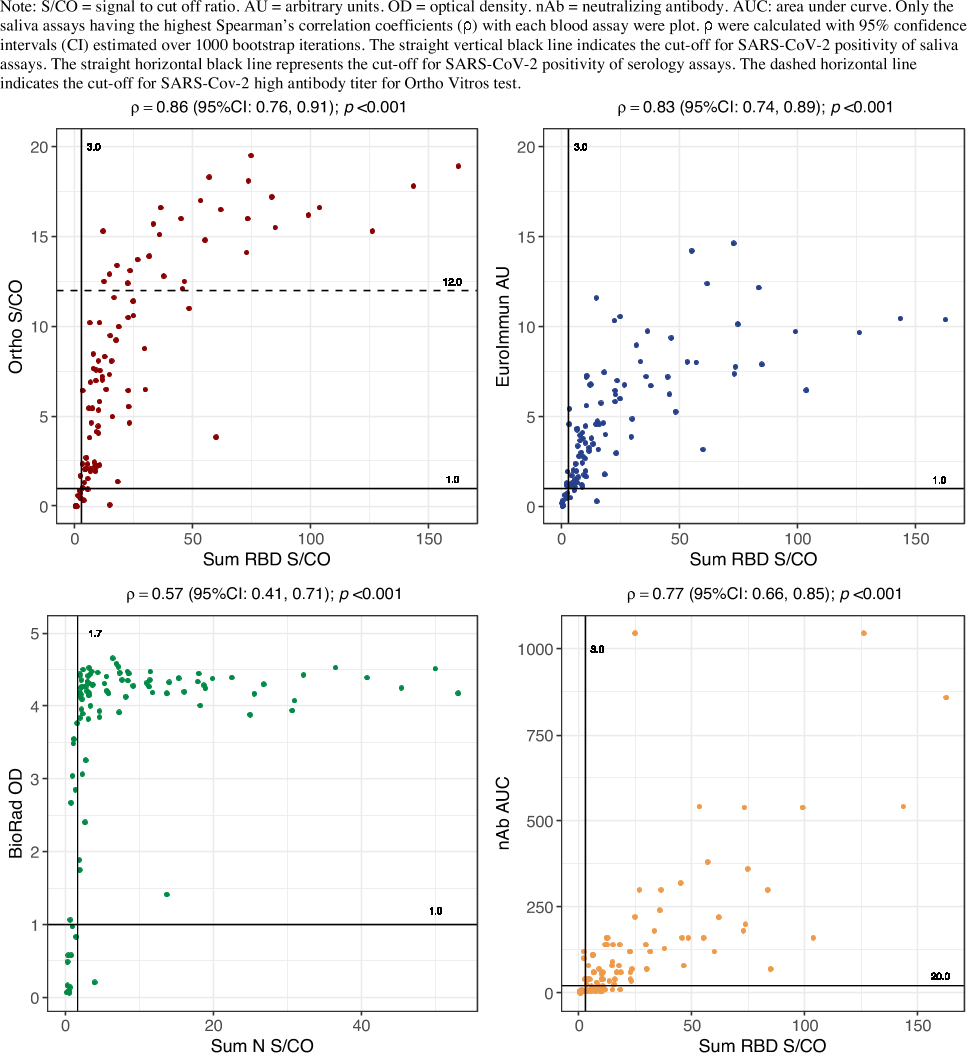 Note: S/CO = signal to cut off ratio. AU = arbitrary units. OD = optical density. nAb = neutralizing antibody. AUC: area under curve. Only the
saliva assays having the highest Spearman's correlation coefficients (ρ) with each blood assay were plot. ρ were calculated with 95% confidence
intervals (CI) estimated over 1000 bootstrap iterations. The straight vertical black line indicates the cut-off for SARS-CoV-2 positivity of saliva
assays. The straight horizontal black line represents the cut-off for SARS-CoV-2 positivity of serology assays. The dashed horizontal line
indicates the cut-off for SARS-Cov-2 high antibody titer for Ortho Vitros test.
ρ = 0.86 (95%CI: 0.76, 0.91); p <0.001
3.0
20
15
10
5
0
12.0
1.0
Ortho S/CO
0 50 100 150
Sum RBD S/CO
ρ = 0.83 (95%CI: 0.74, 0.89); p <0.001
3.0
20
15
10
5
0
1.0
EuroImmun AU
0 50 100 150
Sum RBD S/CO
ρ = 0.57 (95%CI: 0.41, 0.71); p <0.001
1.7
5
4
3
2
1
0
1.0
BioRad OD
0 20 40
Sum N S/CO
ρ = 0.77 (95%CI: 0.66, 0.85); p <0.001
3.0
1000
750
500
250
0
20.0
nAb AUC
0 50 100 150
Sum RBD S/CO